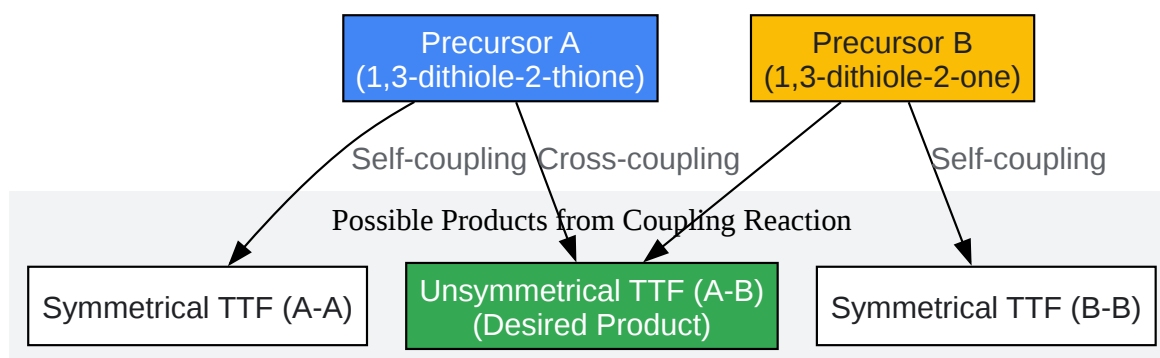 Precursor A
(1,3-dithiole-2-thione)
Precursor B
(1,3-dithiole-2-one)
Self-coupling
Cross-coupling
Self-coupling
Possible Products from Coupling Reaction
Symmetrical TTF (A-A)
Unsymmetrical TTF (A-B)
(Desired Product)
Symmetrical TTF (B-B)